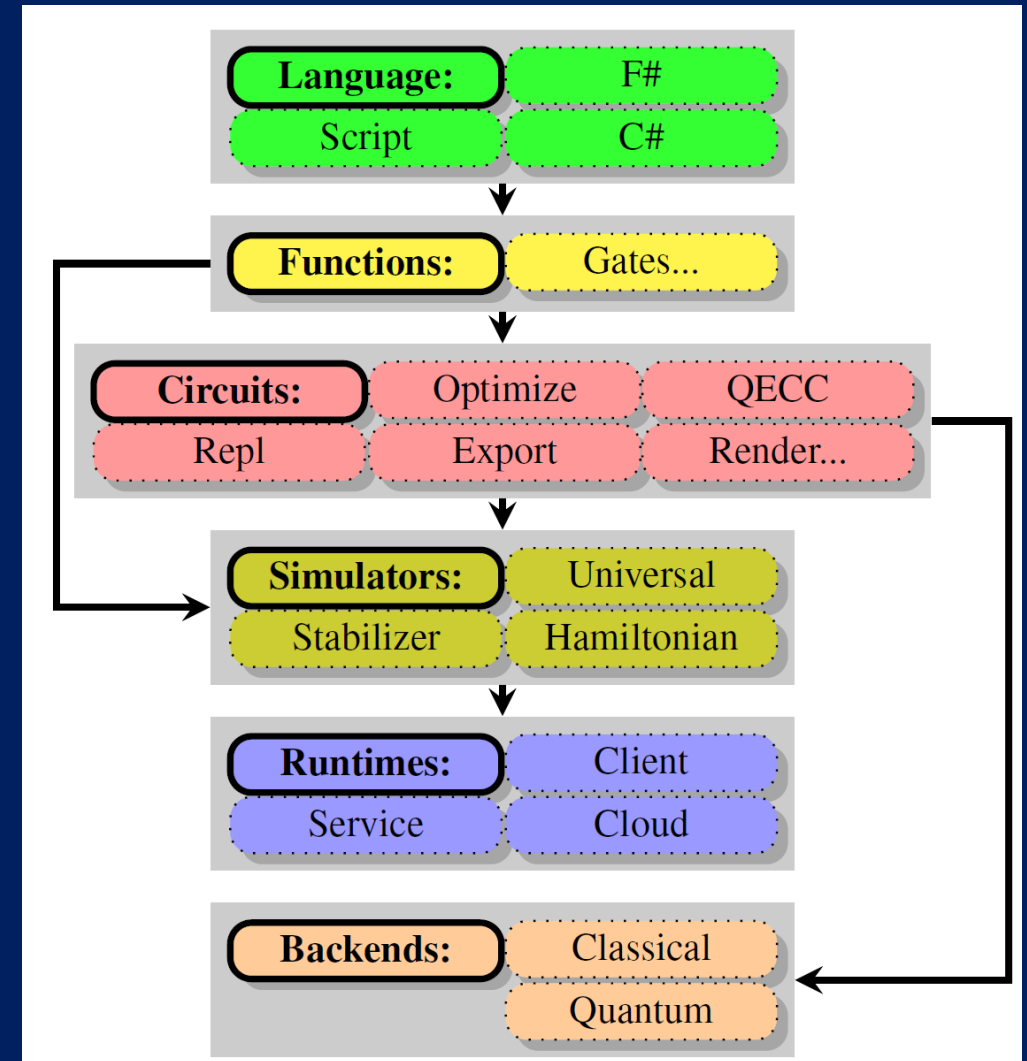 Language: F#
Script C#
Functions: Gates...
Circuits: Optimize QECC
Repl Export Render...
Simulators: Universal
Stabilizer Hamiltonian
Runtimes: Client
Service Cloud
Backends: Classical
Quantum